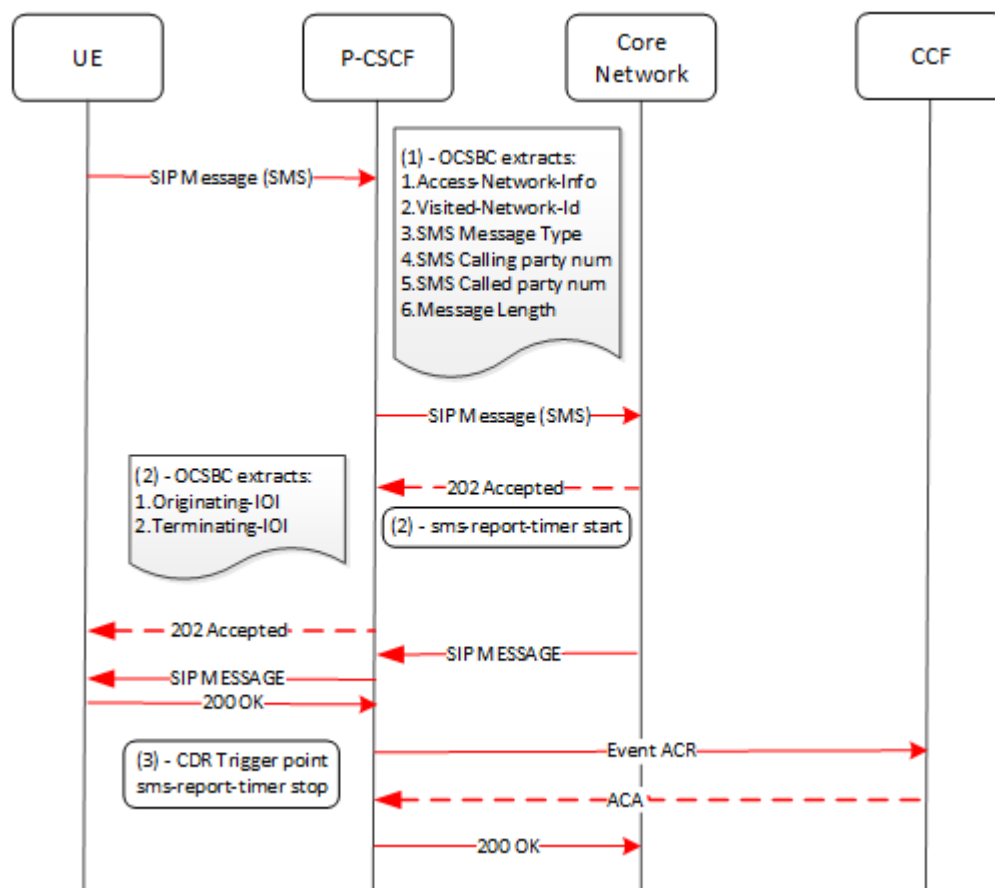 UE
P-CSCF
Core
Network
CCF
(1) - OCSBC extracts:
1.Access-Network-Info
2.Visited-Network-Id
3.SMS Message Type
4.SMS Calling party num
5.SMS Called party num
6.Message Length
SIP Message (SMS)
SIP Message (SMS)
(2) - OCSBC extracts:
1.Originating-IOI
2.Terminating-IOI
202 Accepted
(2) - sms-report-timer start
202 Accepted
SIP MESSAGE
SIP MESSAGE
200 OK
(3) - CDR Trigger point
sms-report-timer stop
Event ACR
ACA
200 OK